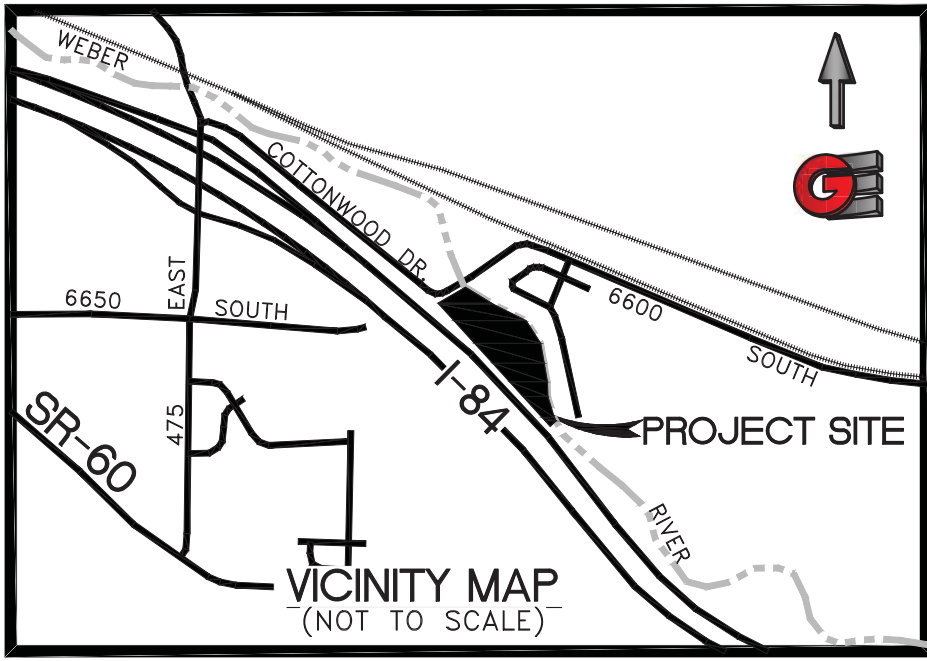 WEBER
COTTONWOOD DR.
GE
EAST
6650 SOUTH
6600 SOUTH
I-84
SR-60
475
PROJECT SITE
RIVER
VICINITY MAP
(NOT TO SCALE)